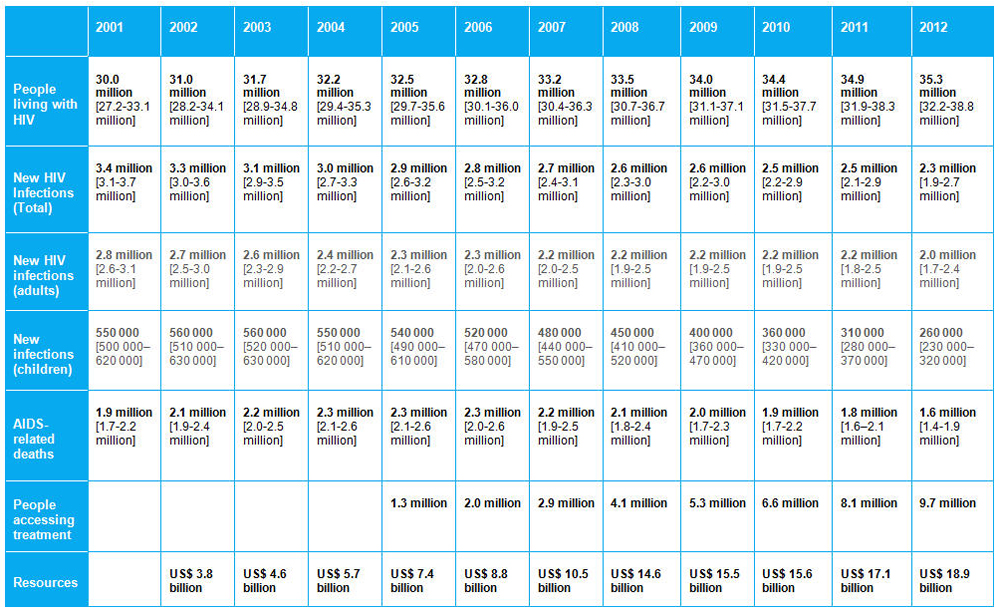 2001 2002 2003 2004 2005 2006 2007 2008 2009 2010 2011 2012
People
living with
HIV
30.0
million
[27.2-33.1
million]
31.0
million
[28.2-34.1
million]
31.7
million
[28.9-34.8
million]
32.2
million
[29.4-35.3
million]
32.5
million
[29.7-35.6
million]
32.8
million
[30.1-36.0
million]
33.2
million
[30.4-36.3
million]
33.5
million
[30.7-36.7
million]
34.0
million
[31.1-37.1
million]
34.4
million
[31.5-37.7
million]
34.9
million
[31.9-38.3
million]
35.3
million
[32.2-38.8
million]
New HIV
Infections
(Total)
3.4 million
[3.1-3.7
million]
3.3 million
[3.0-3.6
million]
3.1 million
[2.9-3.5
million]
3.0 million
[2.7-3.3
million]
2.9 million
[2.6-3.2
million]
2.8 million
[2.5-3.2
million]
2.7 million
[2.4-3.1
million]
2.6 million
[2.3-3.0
million]
2.6 million
[2.2-3.0
million]
2.5 million
[2.2-2.9
million]
2.5 million
[2.1-2.9
million]
2.3 million
[1.9-2.7
million]
New HIV
infections
(adults)
2.8 million
[2.6-3.1
million]
2.7 million
[2.5-3.0
million]
2.6 million
[2.3-2.9
million]
2.4 million
[2.2-2.7
million]
2.3 million
[2.1-2.6
million]
2.3 million
[2.0-2.6
million]
2.2 million
[2.0-2.5
million]
2.2 million
[1.9-2.5
million]
2.2 million
[1.9-2.5
million]
2.2 million
[1.9-2.5
million]
2.2 million
[1.8-2.5
million]
2.0 million
[1.7-2.4
million]
New
infections
(children)
550 000
[500 000–
620 000]
560 000
[510 000–
630 000]
560 000
[520 000–
630 000]
550 000
[510 000–
620 000]
540 000
[490 000–
610 000]
520 000
[470 000–
580 000]
480 000
[440 000–
550 000]
450 000
[410 000–
520 000]
400 000
[360 000–
470 000]
360 000
[330 000–
420 000]
310 000
[280 000–
370 000]
260 000
[230 000–
320 000]
AIDS-
related
deaths
1.9 million
[1.7-2.2
million]
2.1 million
[1.9-2.4
million]
2.2 million
[2.0-2.5
million]
2.3 million
[2.1-2.6
million]
2.3 million
[2.1-2.6
million]
2.3 million
[2.0-2.6
million]
2.2 million
[1.9-2.5
million]
2.1 million
[1.8-2.4
million]
2.0 million
[1.7-2.3
million]
1.9 million
[1.7-2.2
million]
1.8 million
[1.6–2.1
million]
1.6 million
[1.4-1.9
million]
People
accessing
treatment
1.3 million
2.0 million
2.9 million
4.1 million
5.3 million
6.6 million
8.1 million
9.7 million
Resources
US$ 3.8
billion
US$ 4.6
billion
US$ 5.7
billion
US$ 7.4
billion
US$ 8.8
billion
US$ 10.5
billion
US$ 14.6
billion
US$ 15.5
billion
US$ 15.6
billion
US$ 17.1
billion
US$ 18.9
billion